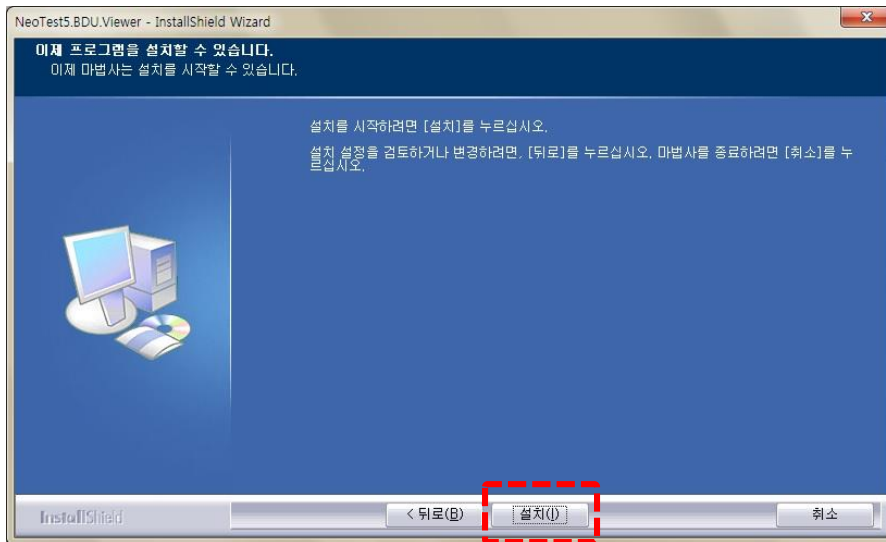 NeoTest5.BDU.Viewer - InstallShield Wizard
이제 프로그램을 설치할 수 있습니다.
이제 마법사는 설치를 시작할 수 있습니다.
설치를 시작하려면 [설치]를 누르십시오.
설치 설정을 검토하거나 변경하려면, [뒤로]를 누르십시오. 마법사를 종료하려면 [취소]를 누
르십시오.
InstallShield
< 뒤로(B)
설치(I)
취소